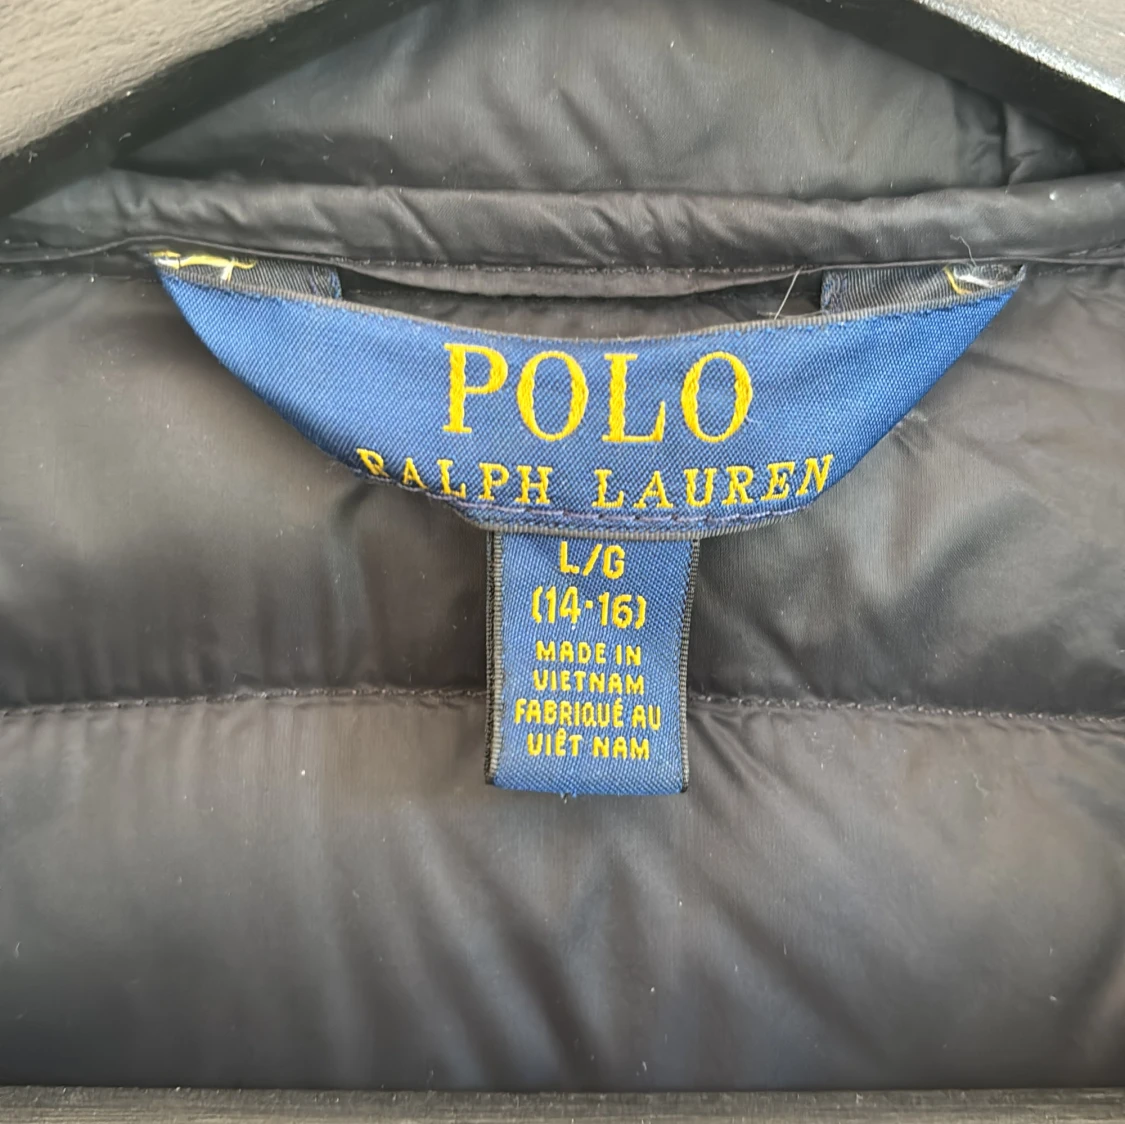 POLO
RALPH LAUREN
L/G
(14-16)
MADE IN
VIETNAM
FABRIQUÉ AU
VIÊT NAM